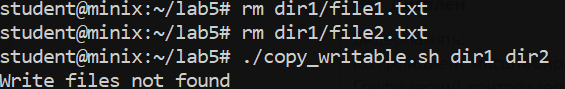 student@minix:~/lab5# rm dir1/file1.txt
student@minix:~/lab5# rm dir1/file2.txt
student@minix:~/lab5# ./copy_writable.sh dir1 dir2
Write files not found